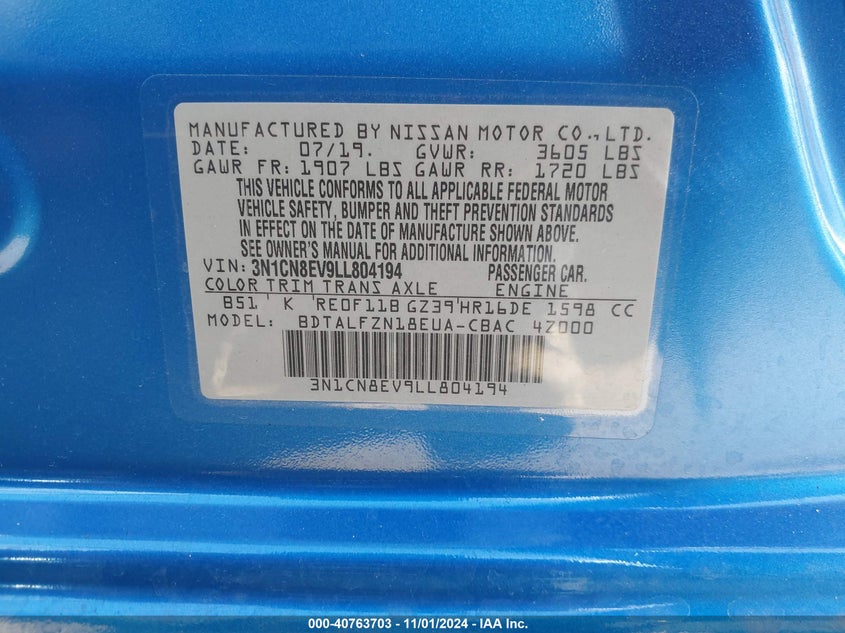 MANUFACTURED BY NISSAN MOTOR CO., LTD.
DATE: 07/19. GVWR: 3605 LBS
GAWR FR: 1907 LBS GAWR RR: 1720 LBS
THIS VEHICLE CONFORMS TO ALL APPLICABLE FEDERAL MOTOR
VEHICLE SAFETY, BUMPER AND THEFT PREVENTION STANDARDS
IN EFFECT ON THE DATE OF MANUFACTURE SHOWN ABOVE.
SEE OWNER'S MANUAL FOR ADDITIONAL INFORMATION.
VIN: 3N1CN8EV9LL804194 PASSENGER CAR.
COLOR TRIM TRANS AXLE ENGINE
B51 K RE0F11B GZ39 HR16DE 1598 CC
MODEL: BDTALFZN18EUA-CBAC 4Z000
3N1CN8EV9LL804194
000-40763703 - 11/01/2024 - IAA Inc.